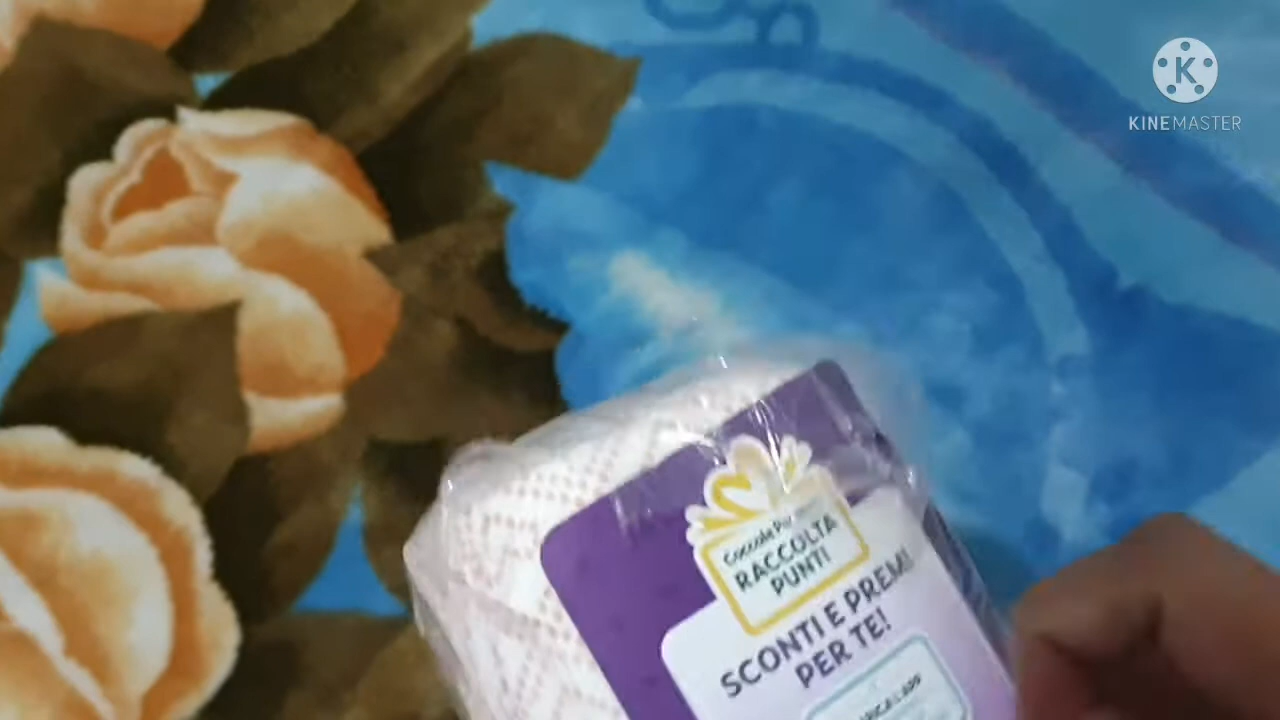 KINEMASTER
RACCOLTA
PUNTI
SCONTI E PREMI
PER TE!